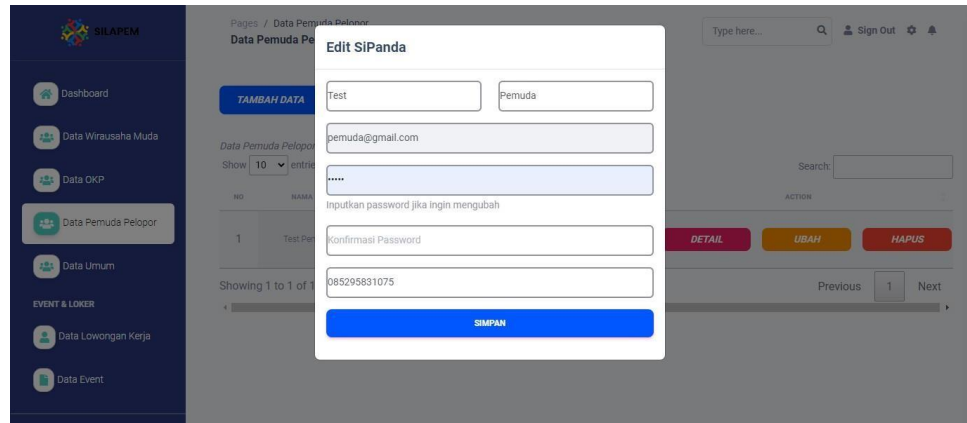 SILAPEM
Pages / Data Pemuda Pelopor
Data Pemuda Pe
Type here...
Sign Out
Edit SiPanda
Test
Pemuda
pemuda@gmail.com
•••••
Inputkan password jika ingin mengubah
Konfirmasi Password
085295831075
SIMPAN
Dashboard
Data Wirausaha Muda
Data OKP
Data Pemuda Pelopor
Data Umum
EVENT & LOKER
Data Lowongan Kerja
Data Event
TAMBAH DATA
Data Pemuda Pelopor
Show 10 entrie
Search:
NO NAMA ACTION
1 Test Pem DETAIL UBAH HAPUS
Showing 1 to 1 of 1
Previous 1 Next